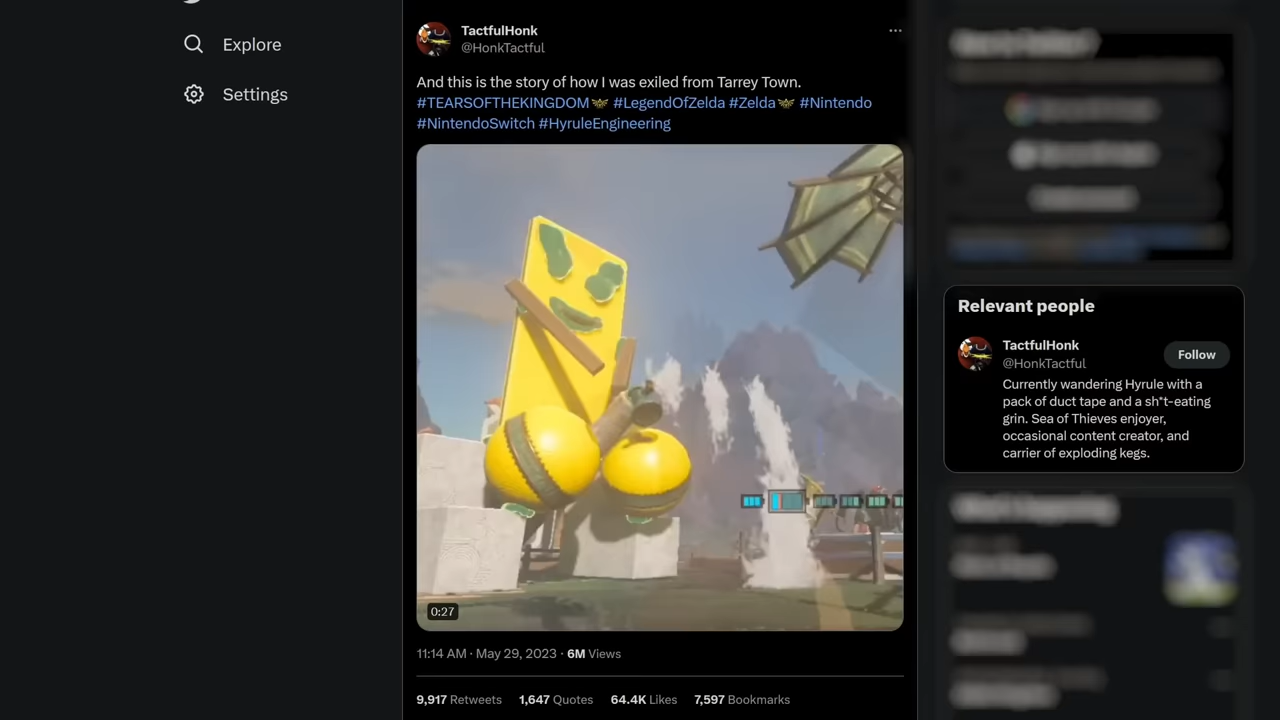 Explore
Settings
TactfulHonk
@HonkTactful
And this is the story of how I was exiled from Tarrey Town.
#TEARSOFTHEKINGDOM #LegendOfZelda #Zelda #Nintendo
#NintendoSwitch #HyruleEngineering
0:27
11:14 AM · May 29, 2023 · 6M Views
9,917 Retweets 1,647 Quotes 64.4K Likes 7,597 Bookmarks
Relevant people
TactfulHonk
@HonkTactful
Follow
Currently wandering Hyrule with a
pack of duct tape and a sh*t-eating
grin. Sea of Thieves enjoyer,
occasional content creator, and
carrier of exploding kegs.